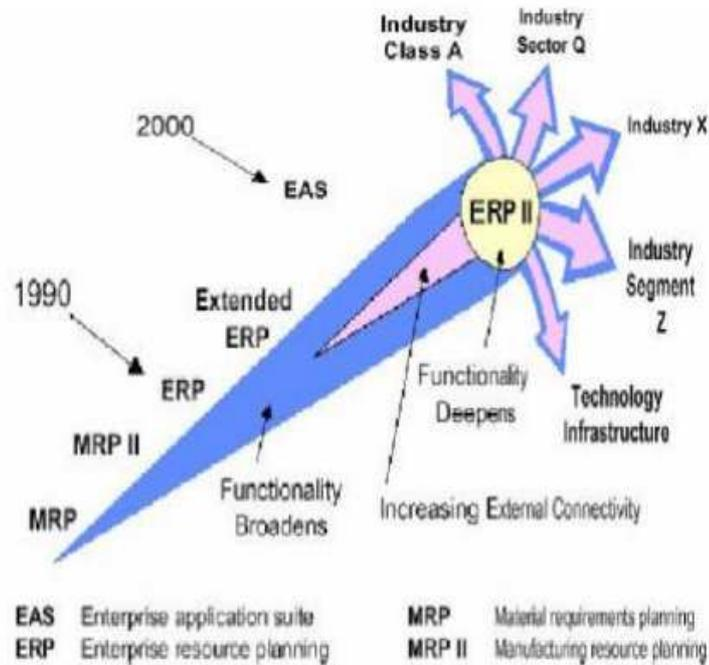 Industry
Class A
Industry
Sector Q
2000
Industry X
EAS
ERP II
Industry
Segment
Z
1990
Extended
ERP
ERP
Functionality
Deepens
Technology
Infrastructure
MRP II
Functionality
Broadens
Increasing External Connectivity
MRP
EAS Enterprise application suite
MRP Material requirements planning
ERP Enterprise resource planning
MRP II Manufacturing resource planning